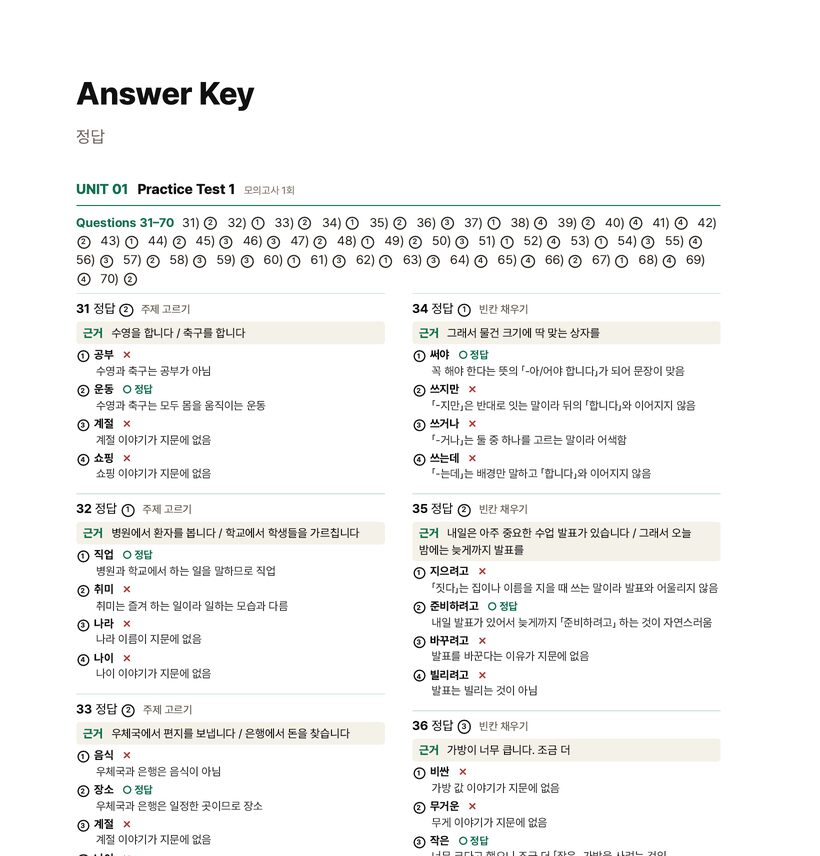 Answer Key
정답
UNIT 01 Practice Test 1 모의고사 1회
Questions 31–70 31) ② 32) ① 33) ② 34) ① 35) ② 36) ③ 37) ① 38) ④ 39) ② 40) ④ 41) ④ 42)
② 43) ① 44) ② 45) ③ 46) ③ 47) ② 48) ① 49) ② 50) ③ 51) ① 52) ④ 53) ① 54) ③ 55) ④
56) ③ 57) ② 58) ③ 59) ③ 60) ① 61) ③ 62) ① 63) ③ 64) ④ 65) ④ 66) ② 67) ① 68) ④ 69)
④ 70) ②
31 정답 ② 주제 고르기
근거 수영을 합니다 / 축구를 합니다
① 공부 ×
수영과 축구는 공부가 아님
② 운동 ○ 정답
수영과 축구는 모두 몸을 움직이는 운동
③ 계절 ×
계절 이야기가 지문에 없음
④ 쇼핑 ×
쇼핑 이야기가 지문에 없음
32 정답 ① 주제 고르기
근거 병원에서 환자를 봅니다 / 학교에서 학생들을 가르칩니다
① 직업 ○ 정답
병원과 학교에서 하는 일을 말하므로 직업
② 취미 ×
취미는 즐겨 하는 일이라 일하는 모습과 다름
③ 나라 ×
나라 이름이 지문에 없음
④ 나이 ×
나이 이야기가 지문에 없음
33 정답 ② 주제 고르기
근거 우체국에서 편지를 보냅니다 / 은행에서 돈을 찾습니다
① 음식 ×
우체국과 은행은 음식이 아님
② 장소 ○ 정답
우체국과 은행은 일정한 곳이므로 장소
③ 계절 ×
계절 이야기가 지문에 없음
34 정답 ① 빈칸 채우기
근거 그래서 물건 크기에 딱 맞는 상자를
① 써야 ○ 정답
꼭 해야 한다는 뜻의 「-아/어야 합니다」가 되어 문장이 맞음
② 쓰지만 ×
「-지만」은 반대로 잇는 말이라 뒤의 「합니다」와 이어지지 않음
③ 쓰거나 ×
「-거나」는 둘 중 하나를 고르는 말이라 어색함
④ 쓰는데 ×
「-는데」는 배경만 말하고 「합니다」와 이어지지 않음
35 정답 ② 빈칸 채우기
근거 내일은 아주 중요한 수업 발표가 있습니다 / 그래서 오늘
밤에는 늦게까지 발표를
① 지으려고 ×
「짓다」는 집이나 이름을 지을 때 쓰는 말이라 발표와 어울리지 않음
② 준비하려고 ○ 정답
내일 발표가 있어서 늦게까지 「준비하려고」 하는 것이 자연스러움
③ 바꾸려고 ×
발표를 바꾼다는 이유가 지문에 없음
④ 빌리려고 ×
발표는 빌리는 것이 아님
36 정답 ③ 빈칸 채우기
근거 가방이 너무 큽니다. 조금 더
① 비싼 ×
가방 값 이야기가 지문에 없음
② 무거운 ×
무게 이야기가 지문에 없음
③ 작은 ○ 정답